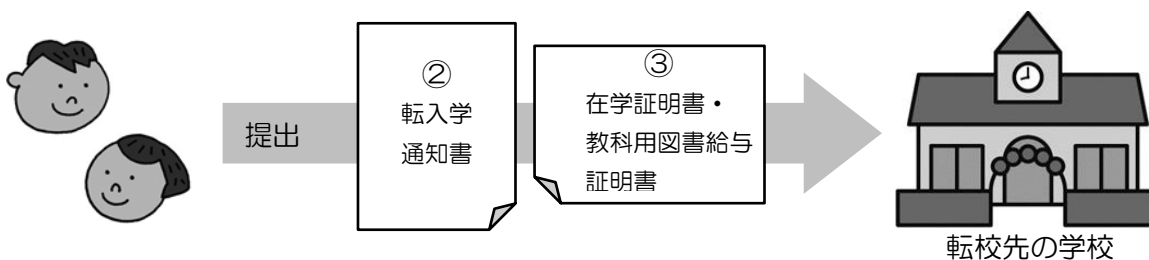 提出
②
転入学
通知書
③
在学証明書・
教科用図書給与
証明書
転校先の学校